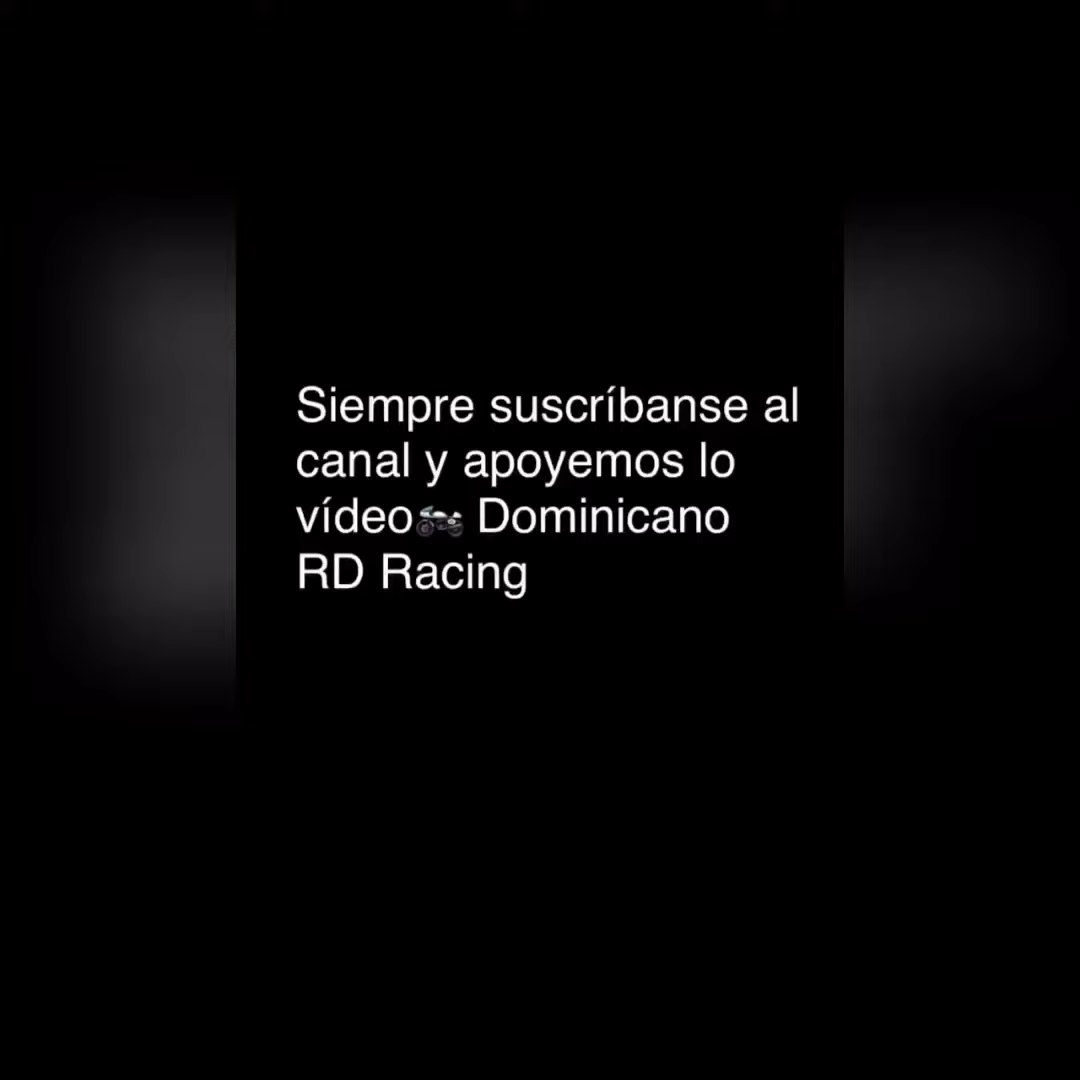 Siempre suscríbanse al
canal y apoyemos lo
vídeo🏍 Dominicano
RD Racing